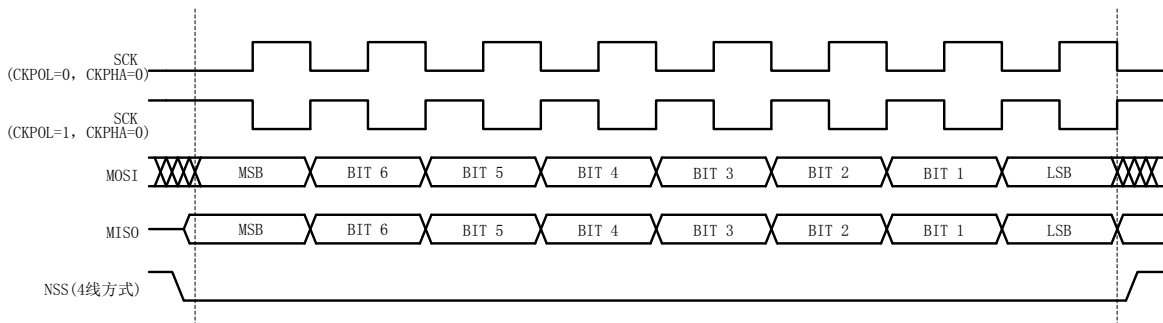 SCK
(CKPOL=0, CKPHA=0)
SCK
(CKPOL=1, CKPHA=0)
MOSI MSB BIT 6 BIT 5 BIT 4 BIT 3 BIT 2 BIT 1 LSB
MISO MSB BIT 6 BIT 5 BIT 4 BIT 3 BIT 2 BIT 1 LSB
NSS(4线方式)